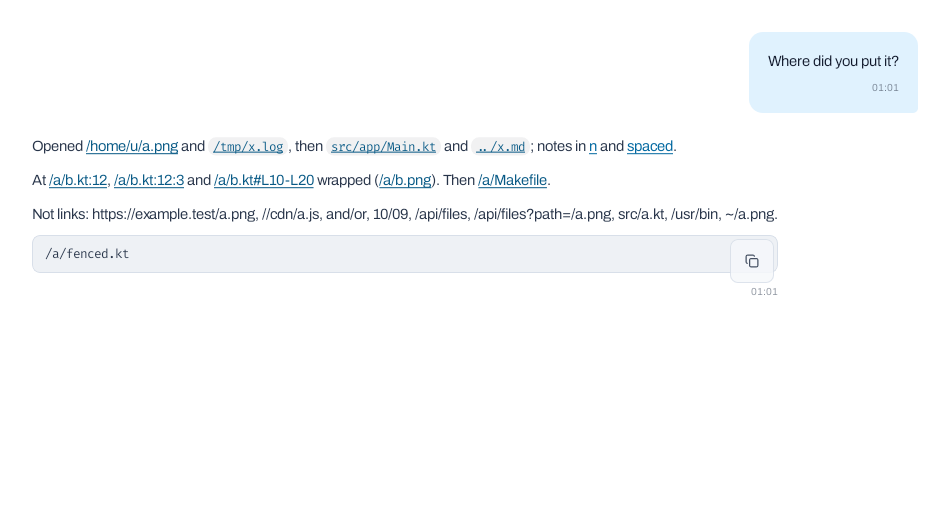 Where did you put it?
01:01
Opened /home/u/a.png and /tmp/x.log , then src/app/Main.kt and ../x.md ; notes in n and spaced.
At /a/b.kt:12, /a/b.kt:12:3 and /a/b.kt#L10-L20 wrapped (/a/b.png). Then /a/Makefile.
Not links: https://example.test/a.png, //cdn/a.js, and/or, 10/09, /api/files, /api/files?path=/a.png, src/a.kt, /usr/bin, ~/a.png.
/a/fenced.kt
01:01